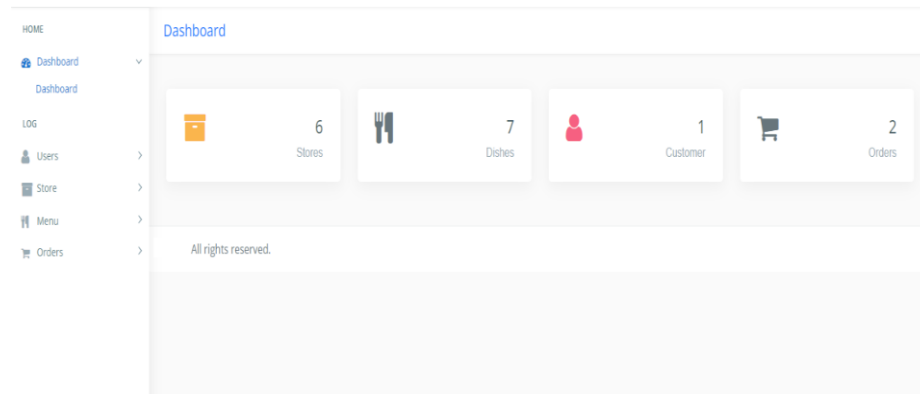 HOME
Dashboard
Dashboard
LOG
Users
Store
Menu
Orders
Dashboard
6
Stores
7
Dishes
1
Customer
2
Orders
All rights reserved.